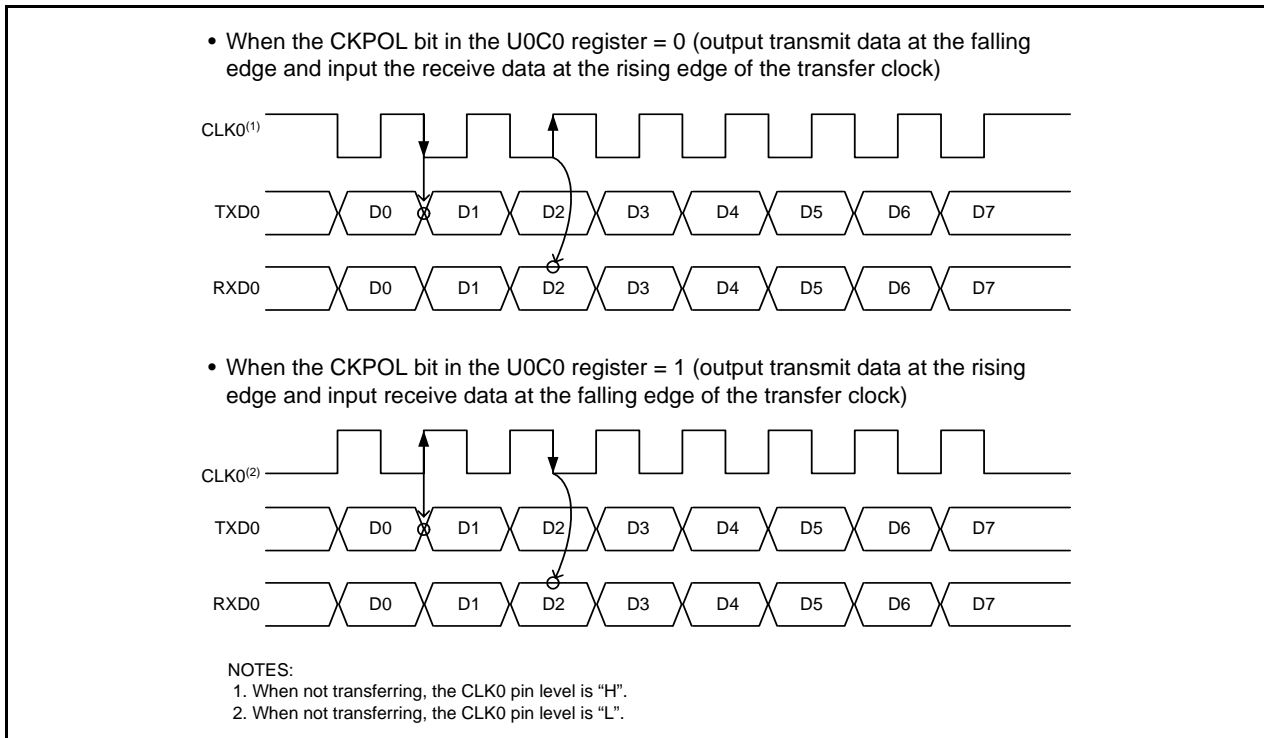 • When the CKPOL bit in the U0C0 register = 0 (output transmit data at the falling
edge and input the receive data at the rising edge of the transfer clock)
CLK0(1)
TXD0 D0 D1 D2 D3 D4 D5 D6 D7
RXD0 D0 D1 D2 D3 D4 D5 D6 D7
• When the CKPOL bit in the U0C0 register = 1 (output transmit data at the rising
edge and input receive data at the falling edge of the transfer clock)
CLK0(2)
TXD0 D0 D1 D2 D3 D4 D5 D6 D7
RXD0 D0 D1 D2 D3 D4 D5 D6 D7
NOTES:
1. When not transferring, the CLK0 pin level is “H”.
2. When not transferring, the CLK0 pin level is “L”.